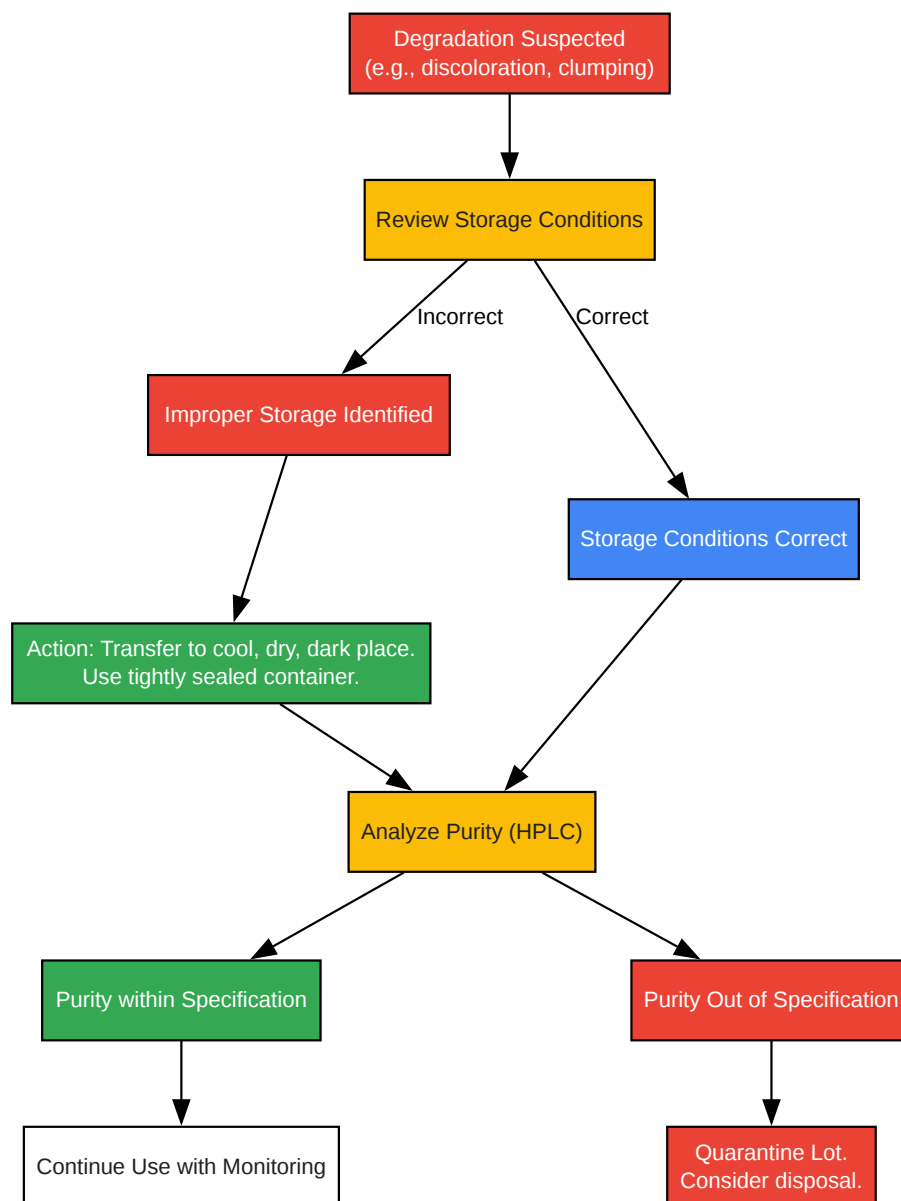 Degradation Suspected
(e.g., discoloration, clumping)
Review Storage Conditions
Incorrect
Correct
Improper Storage Identified
Storage Conditions Correct
Action: Transfer to cool, dry, dark place.
Use tightly sealed container.
Analyze Purity (HPLC)
Purity within Specification
Purity Out of Specification
Continue Use with Monitoring
Quarantine Lot.
Consider disposal.